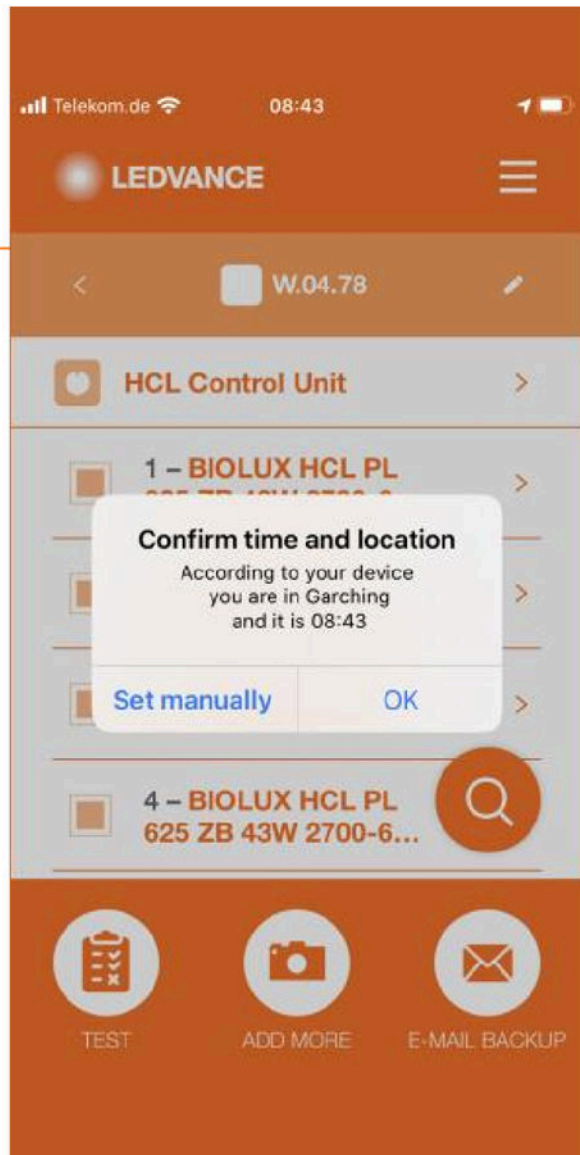 Telekom.de
08:43
LEDVANCE
W.04.78
HCL Control Unit
1 – BIOLUX HCL PL
Confirm time and location
According to your device
you are in Garching
and it is 08:43
Set manually
OK
4 – BIOLUX HCL PL
625 ZB 43W 2700-6...
TEST
ADD MORE
E-MAIL BACKUP